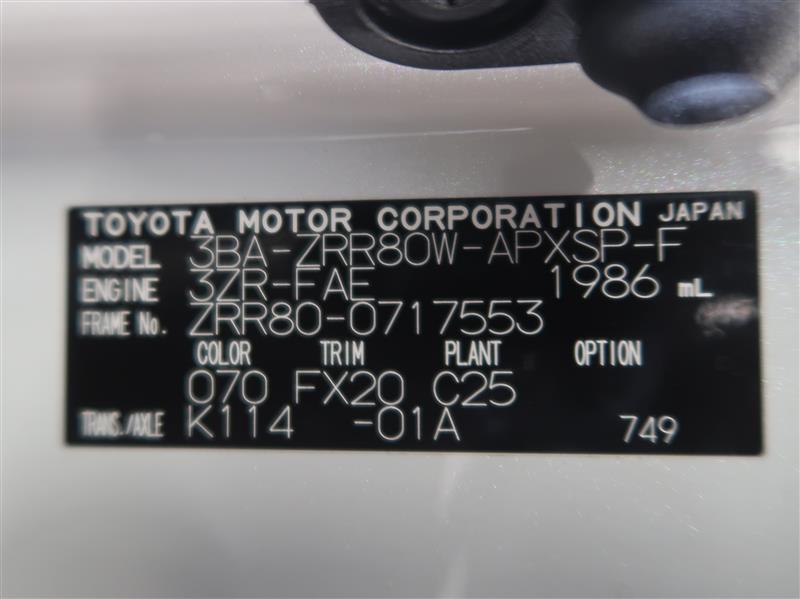 TOYOTA MOTOR CORPORATION JAPAN
MODEL 3BA-ZRR80W-APXSP-F
ENGINE 3ZR-FAE 1986 mL
FRAME No. ZRR80-0717553
COLOR TRIM PLANT OPTION
070 FX20 C25
TRANS./AXLE K114 -01A 749